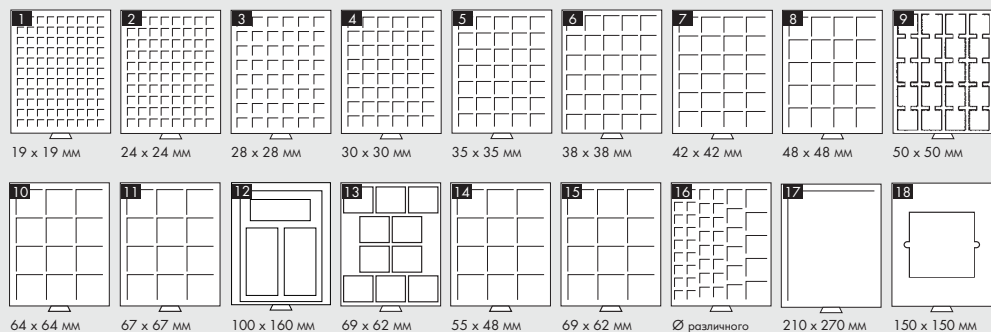 1 2 3 4 5 6 7 8 9
19 x 19 мм 24 x 24 мм 28 x 28 мм 30 x 30 мм 35 x 35 мм 38 x 38 мм 42 x 42 мм 48 x 48 мм 50 x 50 мм
10 11 12 13 14 15 16 17 18
64 x 64 мм 67 x 67 мм 100 x 160 мм 69 x 62 мм 55 x 48 мм 69 x 62 мм Ø различного 210 x 270 мм 150 x 150 мм